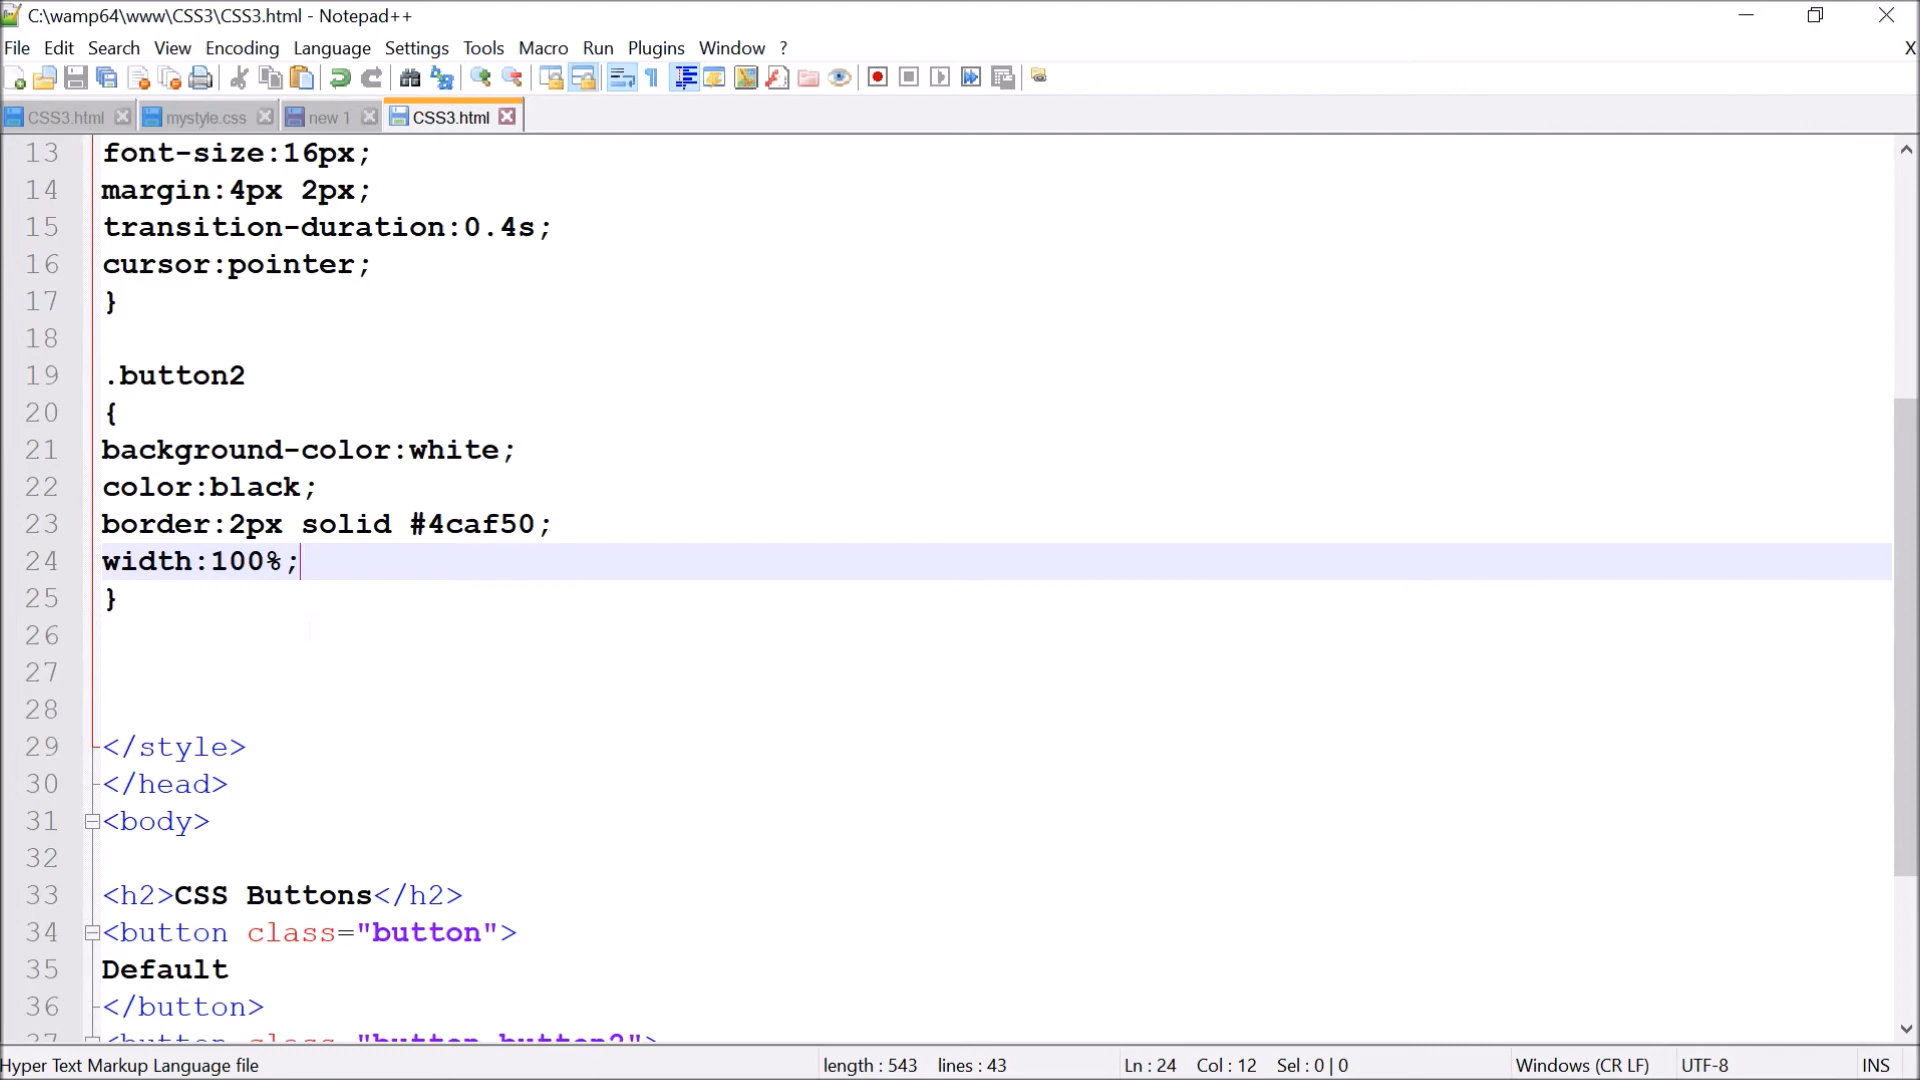 C:\wamp64\www\CSS3\CSS3.html - Notepad++
File Edit Search View Encoding Language Settings Tools Macro Run Plugins Window ? X
CSS3.html mystyle.css new 1 CSS3.html
13 font-size:16px;
14 margin:4px 2px;
15 transition-duration:0.4s;
16 cursor:pointer;
17 }
18
19 .button2
20 {
21 background-color:white;
22 color:black;
23 border:2px solid #4caf50;
24 width:100%;
25 }
26
27
28
29 </style>
30 </head>
31 <body>
32
33 <h2>CSS Buttons</h2>
34 <button class="button">
35 Default
36 </button>
37 <button class="button button2">
Hyper Text Markup Language file length : 543 lines : 43 Ln : 24 Col : 12 Sel : 0 | 0 Windows (CR LF) UTF-8 INS